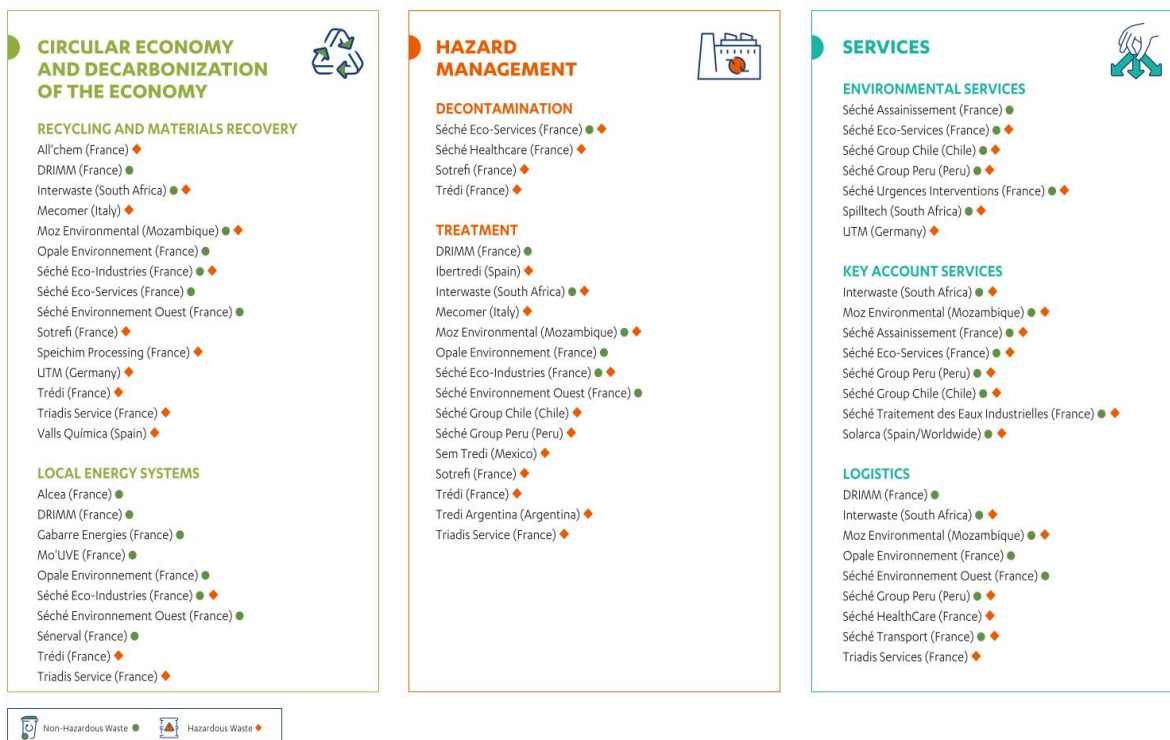 CIRCULAR ECONOMY
AND DECARBONIZATION
OF THE ECONOMY
RECYCLING AND MATERIALS RECOVERY
All'chem (France)
DRIMM (France)
Interwaste (South Africa)
Mecomer (Italy)
Moz Environmental (Mozambique)
Opale Environnement (France)
Séché Eco-Industries (France)
Séché Eco-Services (France)
Séché Environnement Ouest (France)
Sotrefi (France)
Speichim Processing (France)
UTM (Germany)
Trédi (France)
Triadis Service (France)
Valls Química (Spain)
LOCAL ENERGY SYSTEMS
Alcea (France)
DRIMM (France)
Gabarre Energies (France)
Mo'UVE (France)
Opale Environnement (France)
Séché Eco-Industries (France)
Séché Environnement Ouest (France)
Sénerval (France)
Trédi (France)
Triadis Service (France)
HAZARD
MANAGEMENT
DECONTAMINATION
Séché Eco-Services (France)
Séché Healthcare (France)
Sotrefi (France)
Trédi (France)
TREATMENT
DRIMM (France)
Ibertredi (Spain)
Interwaste (South Africa)
Mecomer (Italy)
Moz Environmental (Mozambique)
Opale Environnement (France)
Séché Eco-Industries (France)
Séché Environnement Ouest (France)
Séché Group Chile (Chile)
Séché Group Peru (Peru)
Sem Tredi (Mexico)
Sotrefi (France)
Trédi (France)
Tredi Argentina (Argentina)
Triadis Service (France)
SERVICES
ENVIRONMENTAL SERVICES
Séché Assainissement (France)
Séché Eco-Services (France)
Séché Group Chile (Chile)
Séché Group Peru (Peru)
Séché Urgences Interventions (France)
Spilltech (South Africa)
UTM (Germany)
KEY ACCOUNT SERVICES
Interwaste (South Africa)
Moz Environmental (Mozambique)
Séché Assainissement (France)
Séché Eco-Services (France)
Séché Group Peru (Peru)
Séché Group Chile (Chile)
Séché Traitement des Eaux Industrielles (France)
Solarca (Spain/Worldwide)
LOGISTICS
DRIMM (France)
Interwaste (South Africa)
Moz Environmental (Mozambique)
Opale Environnement (France)
Séché Environnement Ouest (France)
Séché Group Peru (Peru)
Séché HealthCare (France)
Séché Transport (France)
Triadis Services (France)
Non-Hazardous Waste
Hazardous Waste